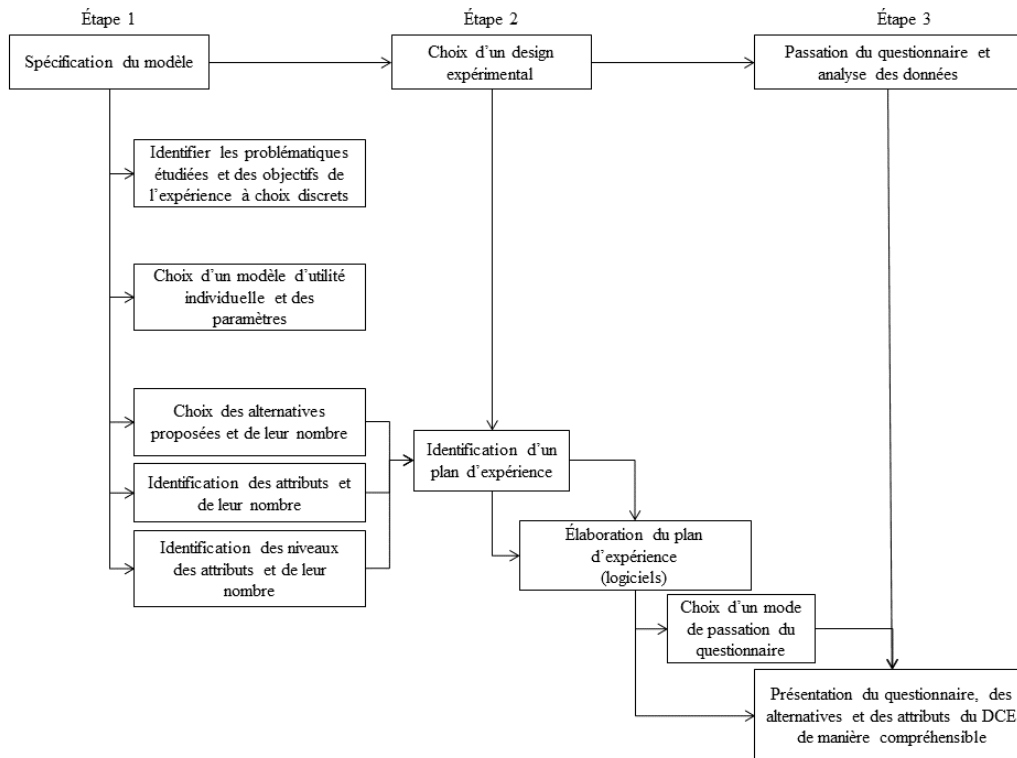 Étape 1
Étape 2
Étape 3
Spécification du modèle
Choix d'un design
expérimental
Passation du questionnaire et
analyse des données
Identifier les problématiques
étudiées et des objectifs de
l'expérience à choix discrets
Choix d'un modèle d'utilité
individuelle et des
paramètres
Choix des alternatives
proposées et de leur nombre
Identification des attributs et
de leur nombre
Identification des niveaux
des attributs et de leur
nombre
Identification d'un
plan d'expérience
Élaboration du plan
d'expérience
(logiciels)
Choix d'un mode
de passation du
questionnaire
Présentation du questionnaire, des
alternatives et des attributs du DCE
de manière compréhensible